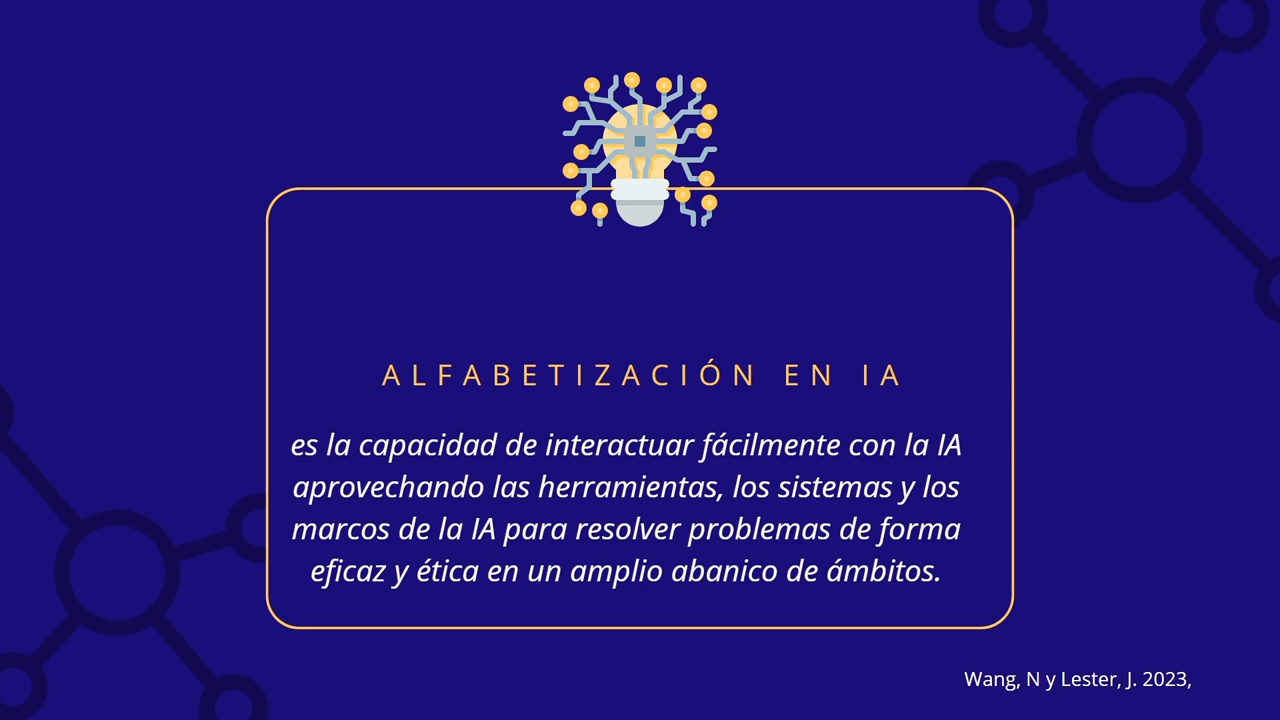 ALFABETIZACIÓN EN IA
es la capacidad de interactuar fácilmente con la IA
aprovechando las herramientas, los sistemas y los
marcos de la IA para resolver problemas de forma
eficaz y ética en un amplio abanico de ámbitos.
Wang, N y Lester, J. 2023,